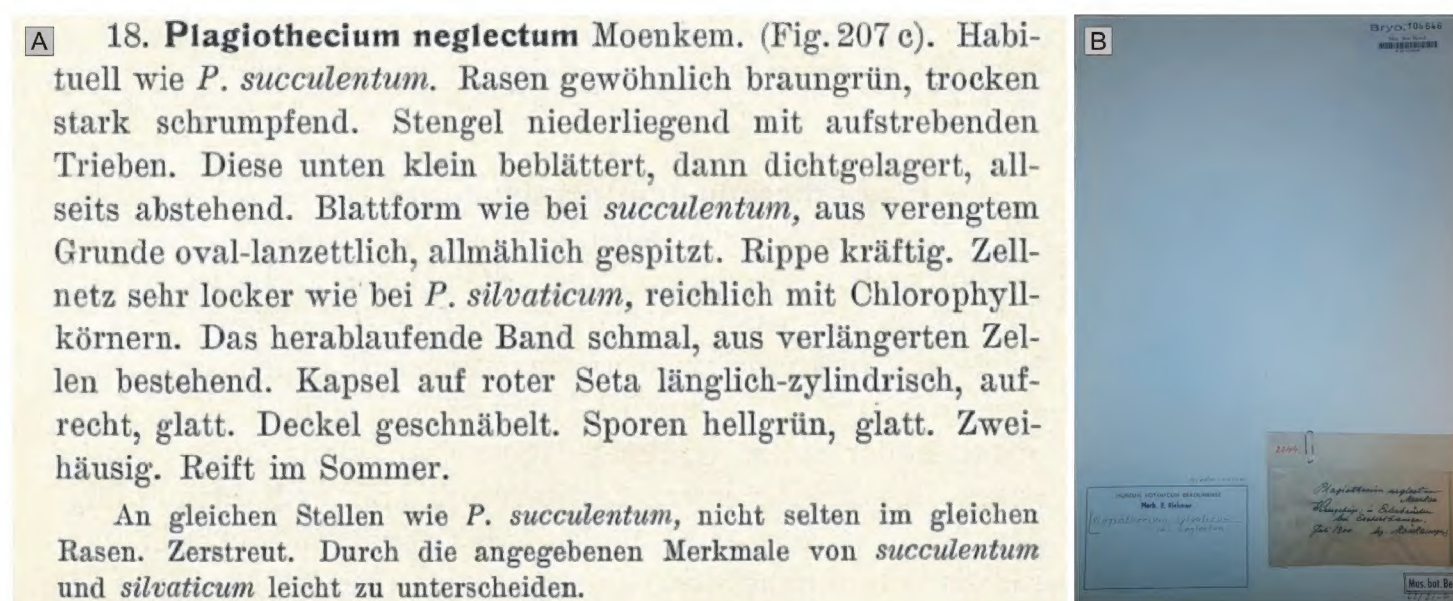 A
18. Plagiothecium neglectum Moenkem. (Fig. 207 c). Habi-
tuell wie P. succulentum. Rasen gewöhnlich braungrün, trocken
stark schrumpfend. Stengel niederliegend mit aufstrebenden
Trieben. Diese unten klein beblättert, dann dichtgelagert, all-
seits abstehend. Blattform wie bei succulentum, aus verengtem
Grunde oval-lanzettlich, allmählich gespitzt. Rippe kräftig. Zell-
netz sehr locker wie bei P. silvaticum, reichlich mit Chlorophyll-
körnern. Das herablaufende Band schmal, aus verlängerten Zel-
len bestehend. Kapsel auf roter Seta länglich-zylindrisch, auf-
recht, glatt. Deckel geschnäbelt. Sporen hellgrün, glatt. Zwei-
häusig. Reift im Sommer.
An gleichen Stellen wie P. succulentum, nicht selten im gleichen
Rasen. Zerstreut. Durch die angegebenen Merkmale von succulentum
und silvaticum leicht zu unterscheiden.
B
Bryo.
Plagiothecium neglectum
Juli 1900
Mus. bot. Be